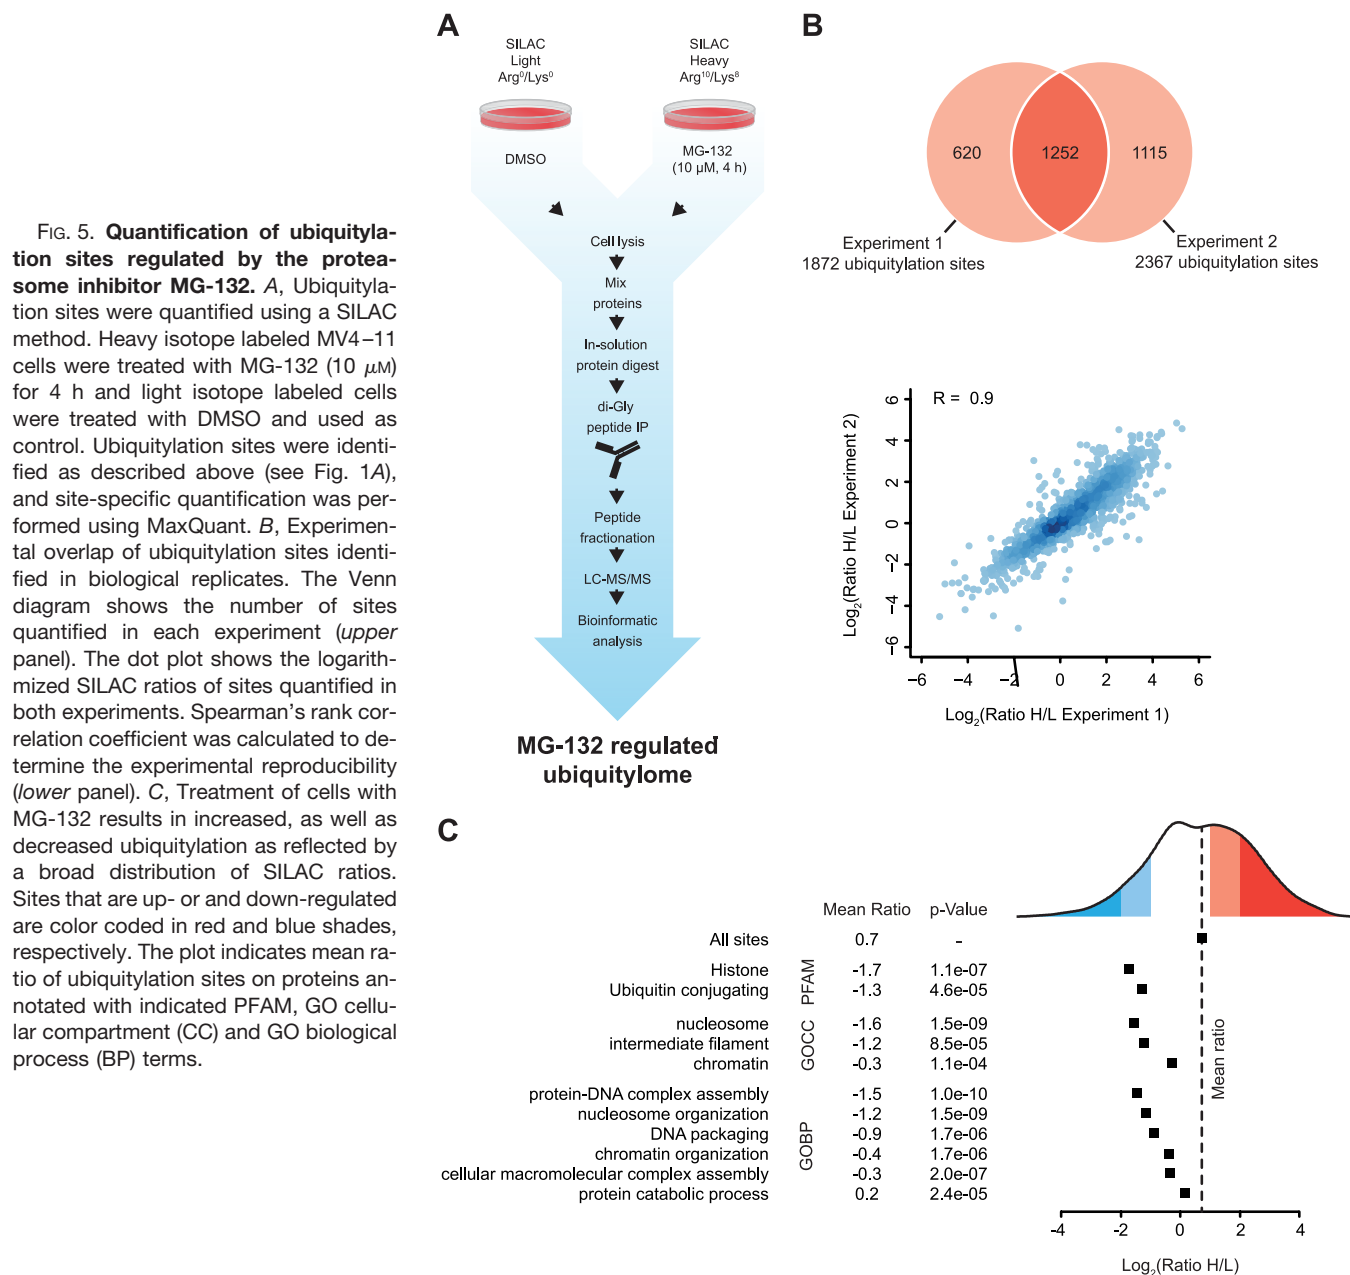 FIG. 5. Quantification of ubiquityla-
tion sites regulated by the protea-
some inhibitor MG-132. A, Ubiquityla-
tion sites were quantified using a SILAC
method. Heavy isotope labeled MV4–11
cells were treated with MG-132 (10 μM)
for 4 h and light isotope labeled cells
were treated with DMSO and used as
control. Ubiquitylation sites were identi-
fied as described above (see Fig. 1A),
and site-specific quantification was per-
formed using MaxQuant. B, Experimen-
tal overlap of ubiquitylation sites identi-
fied in biological replicates. The Venn
diagram shows the number of sites
quantified in each experiment (upper
panel). The dot plot shows the logarith-
mized SILAC ratios of sites quantified in
both experiments. Spearman's rank cor-
relation coefficient was calculated to de-
termine the experimental reproducibility
(lower panel). C, Treatment of cells with
MG-132 results in increased, as well as
decreased ubiquitylation as reflected by
a broad distribution of SILAC ratios.
Sites that are up- or and down-regulated
are color coded in red and blue shades,
respectively. The plot indicates mean ra-
tio of ubiquitylation sites on proteins an-
notated with indicated PFAM, GO cellu-
lar compartment (CC) and GO biological
process (BP) terms.
A
SILAC
Light
Arg⁰/Lys⁰
SILAC
Heavy
Arg¹⁰/Lys⁸
DMSO
MG-132
(10 μM, 4 h)
Cell lysis
Mix
proteins
In-solution
protein digest
di-Gly
peptide IP
Peptide
fractionation
LC-MS/MS
Bioinformatic
analysis
MG-132 regulated
ubiquitylome
B
620 1252 1115
Experiment 1
1872 ubiquitylation sites
Experiment 2
2367 ubiquitylation sites
R = 0.9
Log₂(Ratio H/L Experiment 2)
6
4
2
0
−2
−4
−6
−6 −4 −2 0 2 4 6
Log₂(Ratio H/L Experiment 1)
C
Mean Ratio p-Value
All sites 0.7 -
PFAM
Histone -1.7 1.1e-07
Ubiquitin conjugating -1.3 4.6e-05
GOCC
nucleosome -1.6 1.5e-09
intermediate filament -1.2 8.5e-05
chromatin -0.3 1.1e-04
GOBP
protein-DNA complex assembly -1.5 1.0e-10
nucleosome organization -1.2 1.5e-09
DNA packaging -0.9 1.7e-06
chromatin organization -0.4 1.7e-06
cellular macromolecular complex assembly -0.3 2.0e-07
protein catabolic process 0.2 2.4e-05
Mean ratio
−4 −2 0 2 4
Log₂(Ratio H/L)